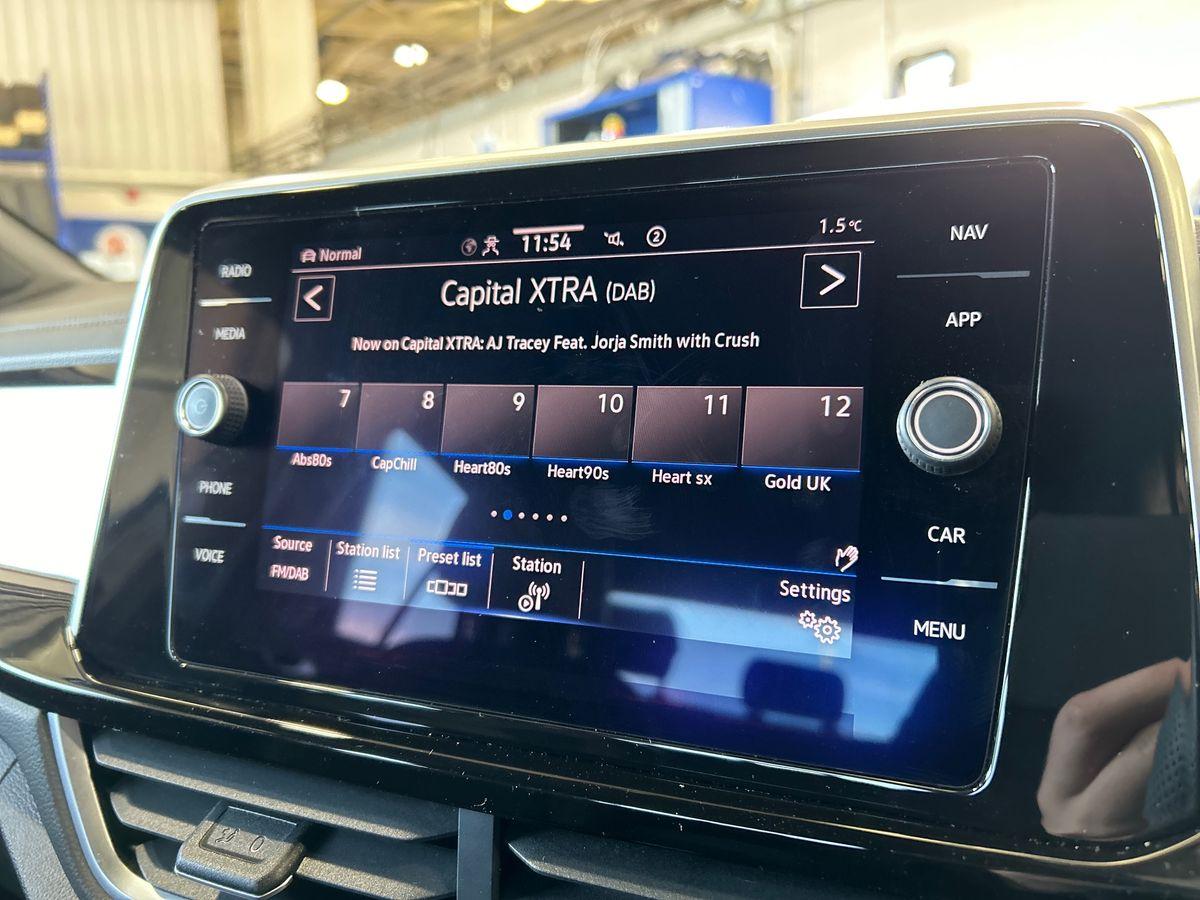 RADIO
MEDIA
PHONE
VOICE
Normal
11:54
2
1.5°C
<
Capital XTRA (DAB)
>
Now on Capital XTRA: AJ Tracey Feat. Jorja Smith with Crush
7 8 9 10 11 12
Abs80s CapChill Heart80s Heart90s Heart sx Gold UK
Source Station list Preset list Station Settings
FM/DAB
NAV
APP
CAR
MENU
0